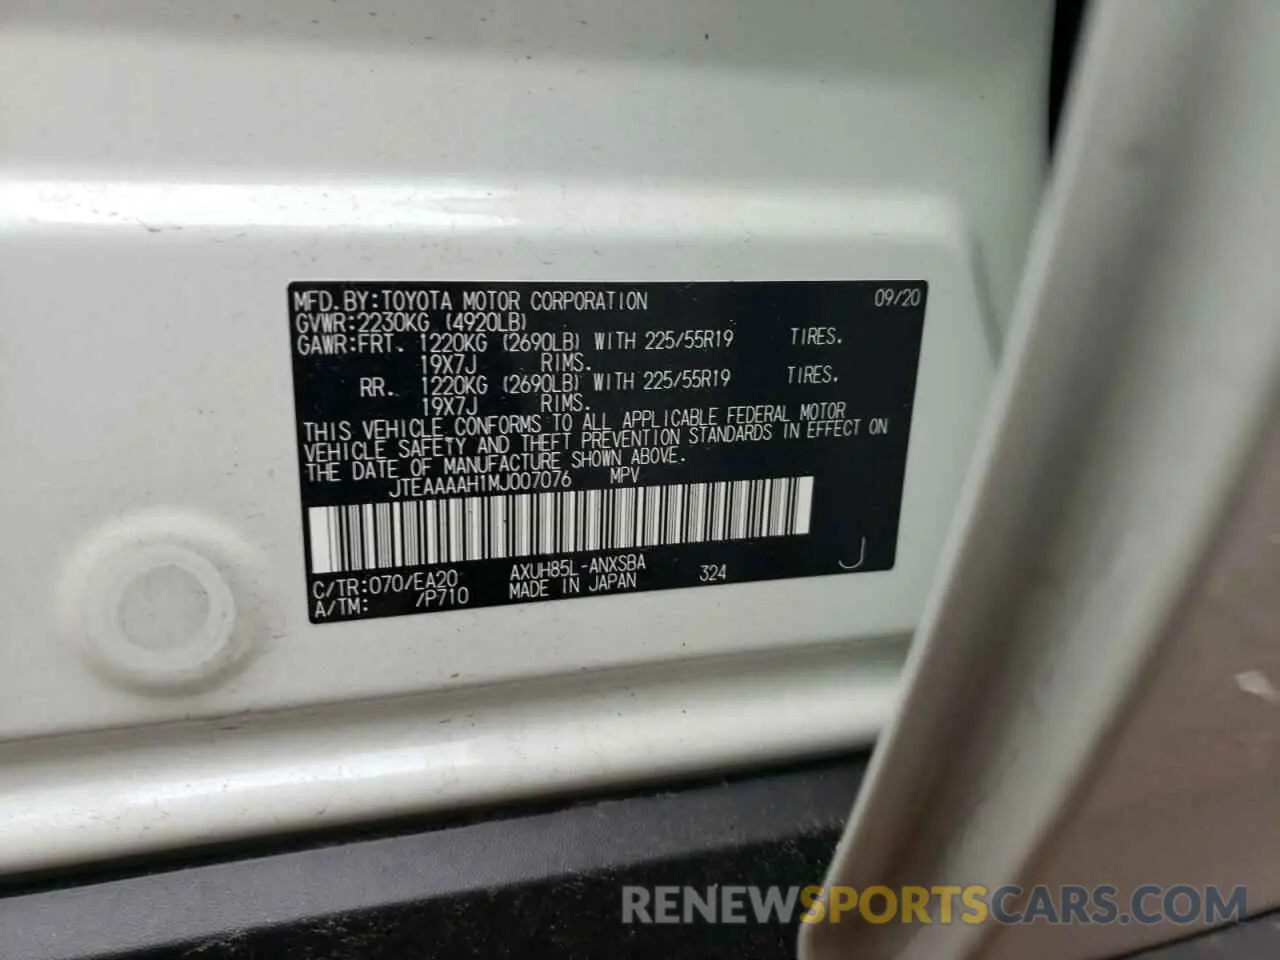 MFD.BY:TOYOTA MOTOR CORPORATION 09/20
GVWR:2230KG (4920LB)
GAWR:FRT. 1220KG (2690LB) WITH 225/55R19 TIRES.
19X7J RIMS.
RR. 1220KG (2690LB) WITH 225/55R19 TIRES.
19X7J RIMS.
THIS VEHICLE CONFORMS TO ALL APPLICABLE FEDERAL MOTOR
VEHICLE SAFETY AND THEFT PREVENTION STANDARDS IN EFFECT ON
THE DATE OF MANUFACTURE SHOWN ABOVE.
JTEAAAAH1MJ007076 MPV
C/TR:070/EA20 AXUH85L-ANXSBA 324 J
A/TM: /P710 MADE IN JAPAN
RENEWSPORTSCARS.COM